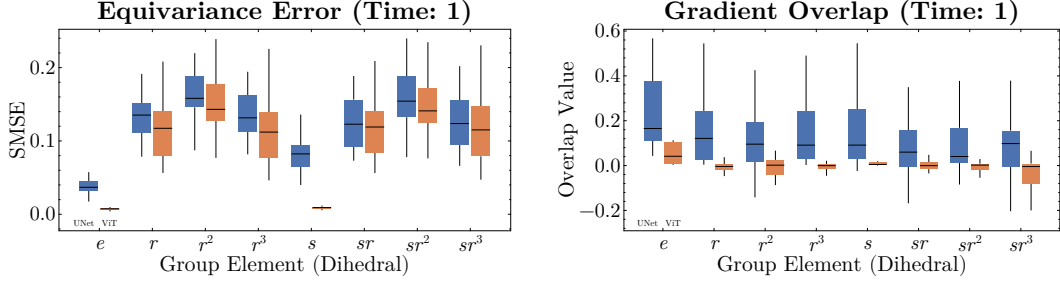 Equivariance Error (Time: 1)
SMSE
0.2
0.1
0.0
UNet ViT
e r r² r³ s sr sr² sr³
Group Element (Dihedral)
Gradient Overlap (Time: 1)
Overlap Value
0.6
0.4
0.2
0.0
−0.2
UNet ViT
e r r² r³ s sr sr² sr³
Group Element (Dihedral)